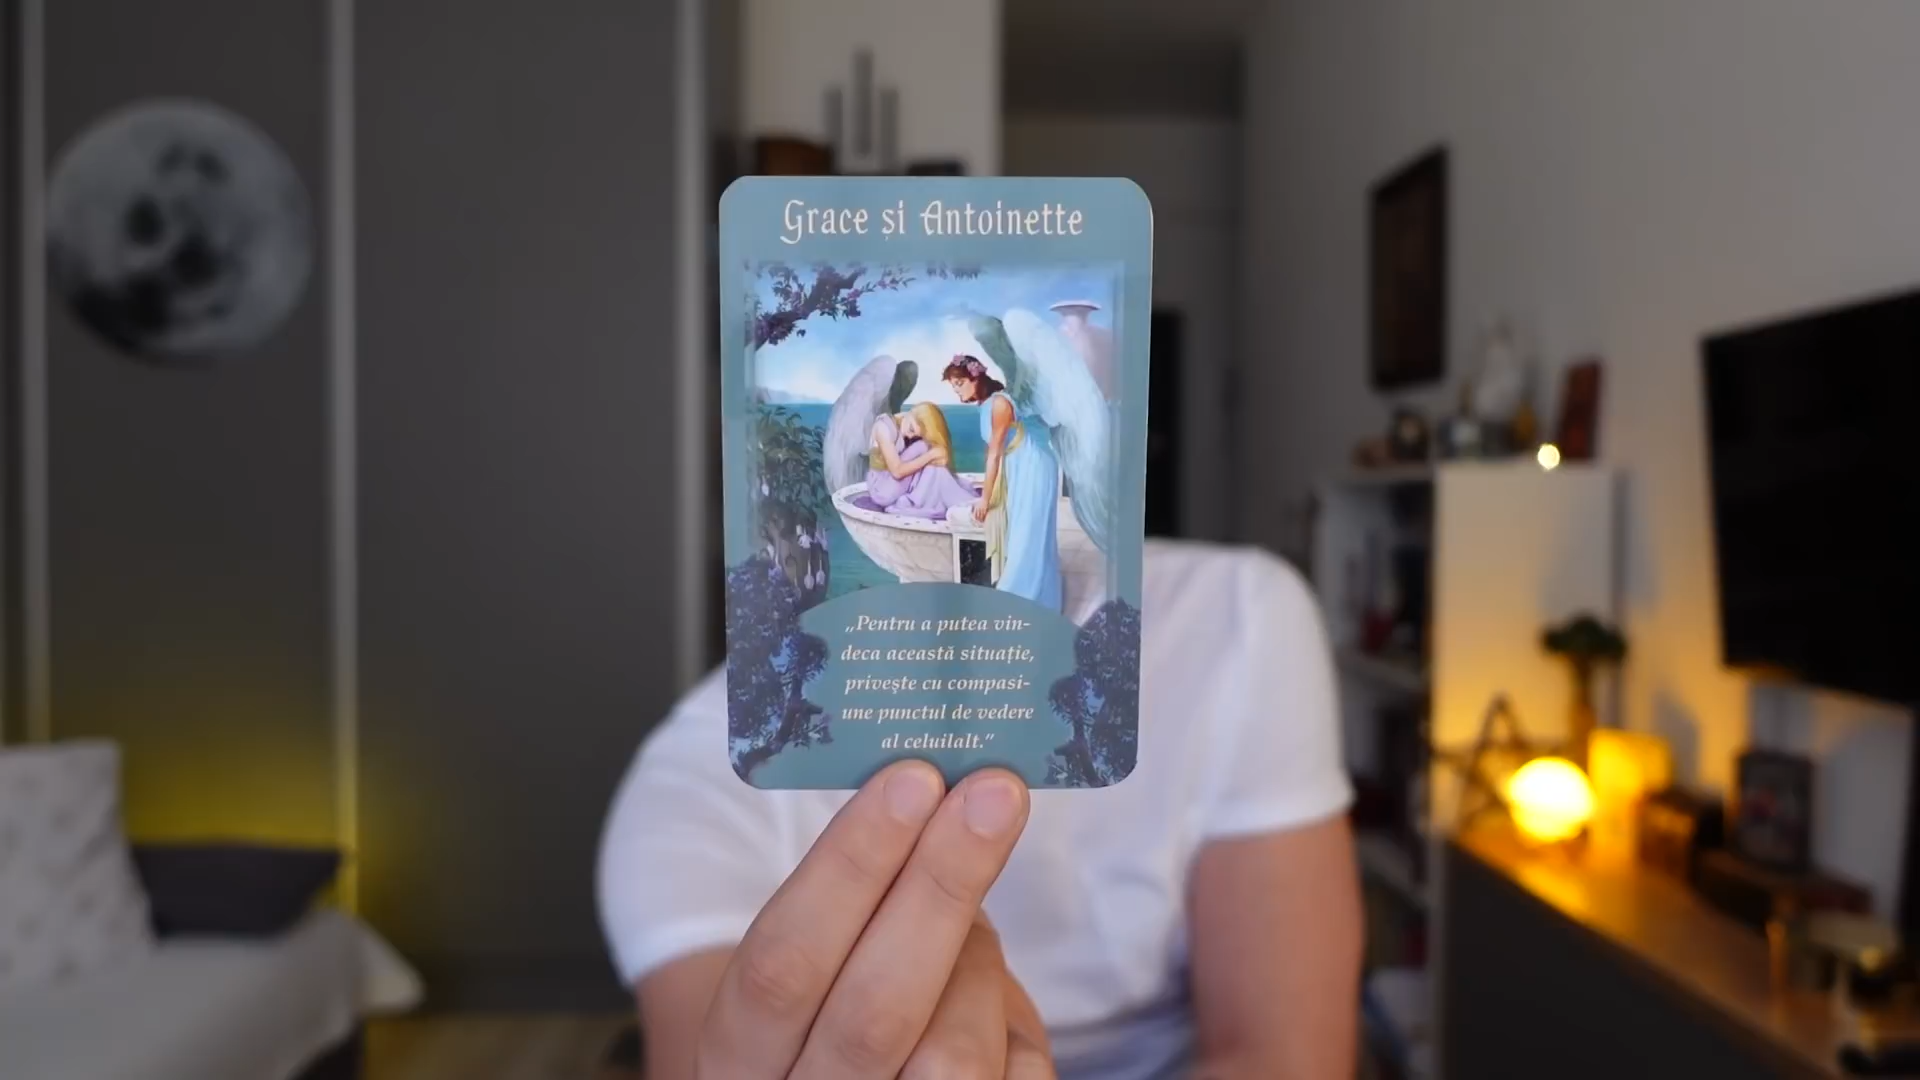 Grace și Antoinette
„Pentru a putea vin-
deca această situație,
privește cu compasi-
une punctul de vedere
al celuilalt.”